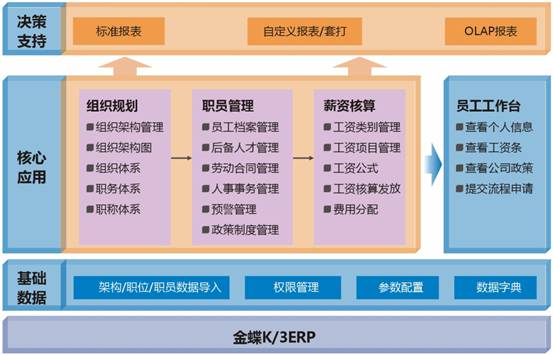 决策
支持
标准报表
自定义报表/套打
OLAP报表
核心
应用
组织规划
组织架构管理
组织架构图
组织体系
职务体系
职称体系
职员管理
员工档案管理
后备人才管理
劳动合同管理
人事事务管理
预警管理
政策制度管理
薪资核算
工资类别管理
工资项目管理
工资公式
工资核算发放
费用分配
员工工作台
查看个人信息
查看工资条
查看公司政策
提交流程申请
基础
数据
架构/职位/职员数据导入
权限管理
参数配置
数据字典
金蝶K/3ERP